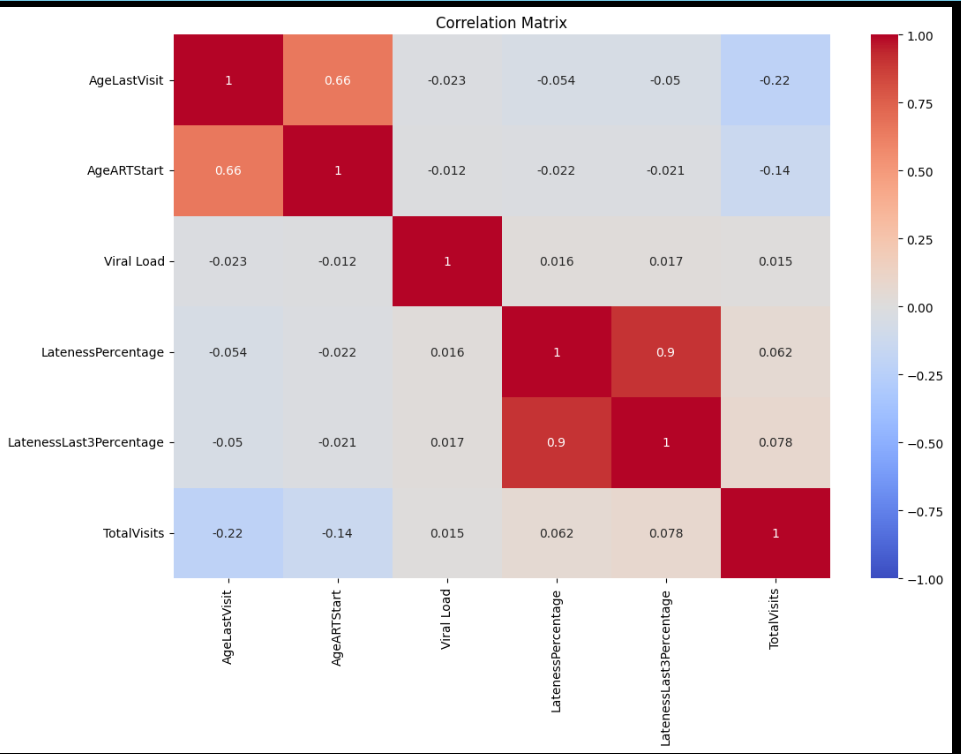 Correlation Matrix
AgeLastVisit 1 0.66 -0.023 -0.054 -0.05 -0.22
AgeARTStart 0.66 1 -0.012 -0.022 -0.021 -0.14
Viral Load -0.023 -0.012 1 0.016 0.017 0.015
LatenessPercentage -0.054 -0.022 0.016 1 0.9 0.062
LatenessLast3Percentage -0.05 -0.021 0.017 0.9 1 0.078
TotalVisits -0.22 -0.14 0.015 0.062 0.078 1
AgeLastVisit
AgeARTStart
Viral Load
LatenessPercentage
LatenessLast3Percentage
TotalVisits
1.00
0.75
0.50
0.25
0.00
−0.25
−0.50
−0.75
−1.00